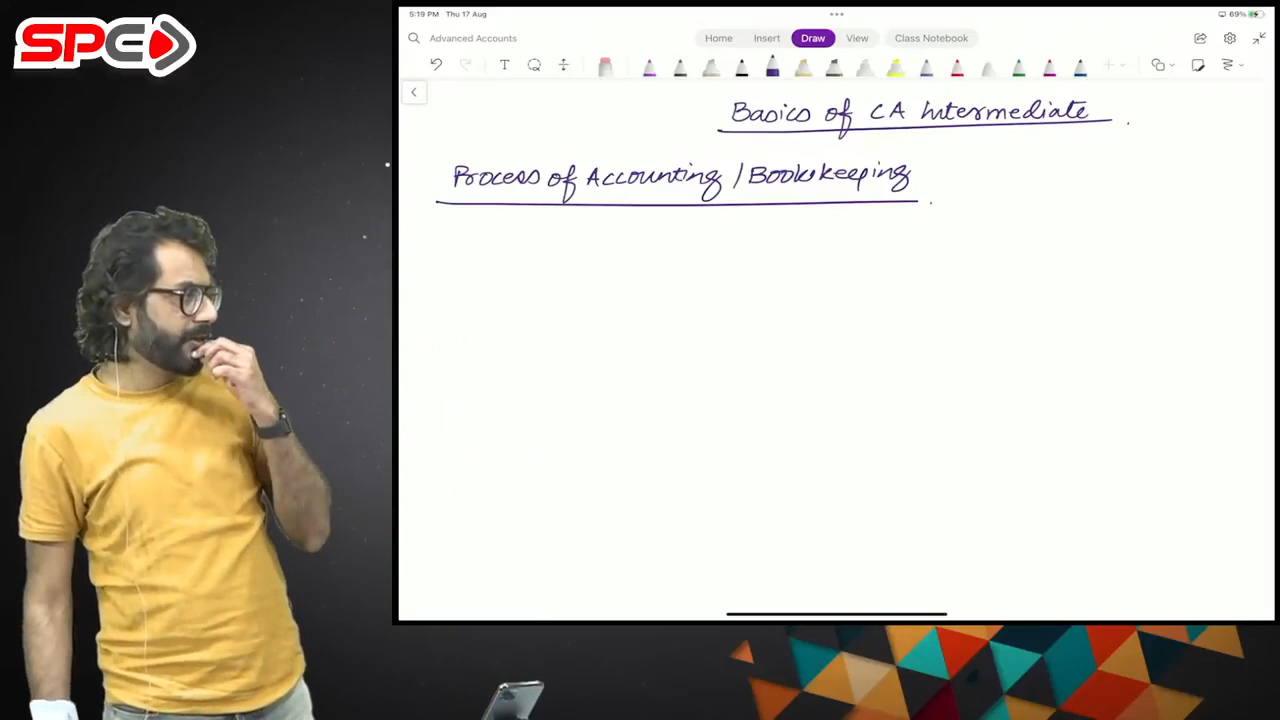 SPC
5:19 PM Thu 17 Aug
69%
Advanced Accounts
Home Insert Draw View Class Notebook
T
Basics of CA Intermediate
Process of Accounting / Bookkeeping